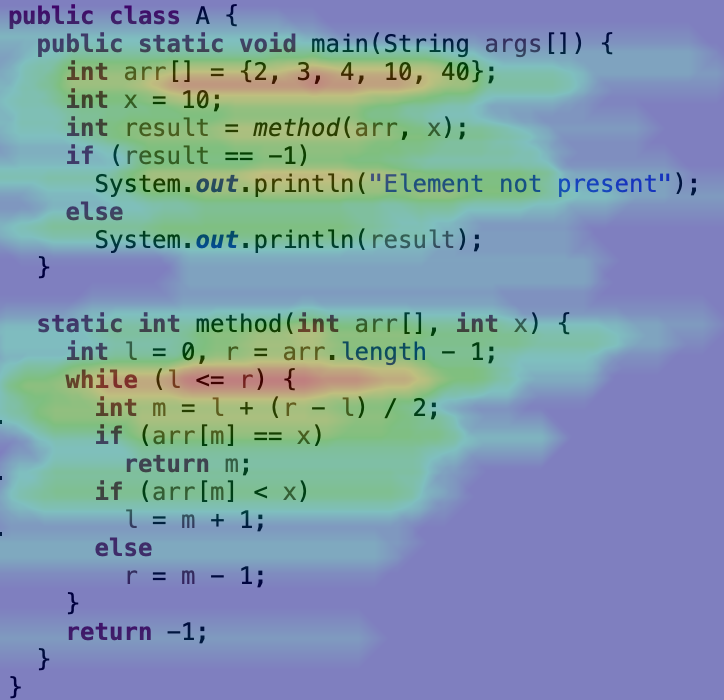 public class A {
  public static void main(String args[]) {
    int arr[] = {2, 3, 4, 10, 40};
    int x = 10;
    int result = method(arr, x);
    if (result == -1)
      System.out.println("Element not present");
    else
      System.out.println(result);
  }

  static int method(int arr[], int x) {
    int l = 0, r = arr.length - 1;
    while (l <= r) {
      int m = l + (r - l) / 2;
      if (arr[m] == x)
        return m;
      if (arr[m] < x)
        l = m + 1;
      else
        r = m - 1;
    }
    return -1;
  }
}